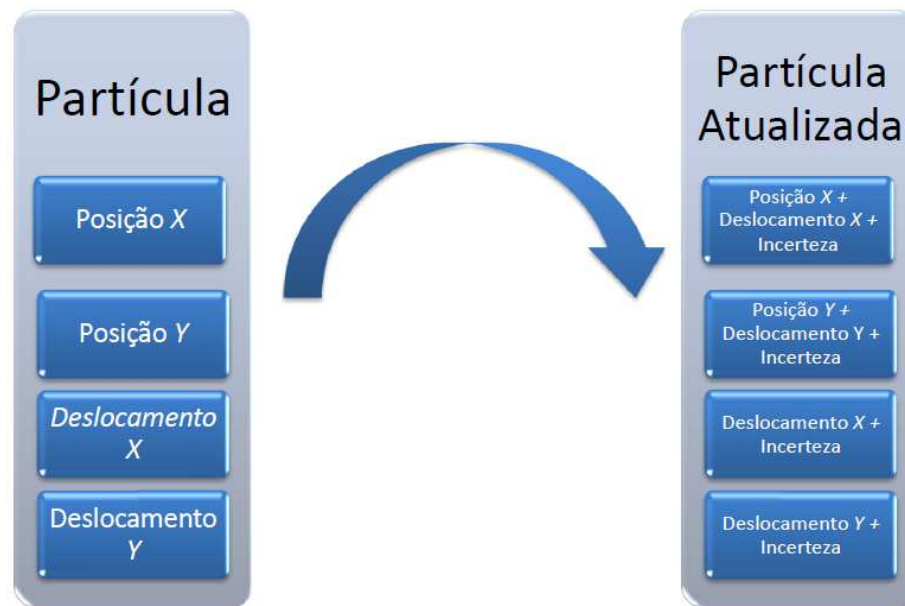 Partícula
Posição X
Posição Y
Deslocamento
X
Deslocamento
Y
Partícula
Atualizada
Posição X +
Deslocamento X +
Incerteza
Posição Y +
Deslocamento Y +
Incerteza
Deslocamento X +
Incerteza
Deslocamento Y +
Incerteza